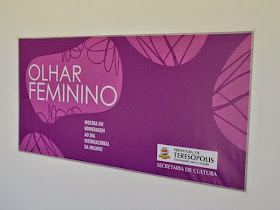 OLHAR
FEMININO
MOSTRA EM
HOMENAGEM
AO DIA
INTERNACIONAL
DA MULHER
PREFEITURA DE
TERESÓPOLIS
SECRETARIA DE CULTURA